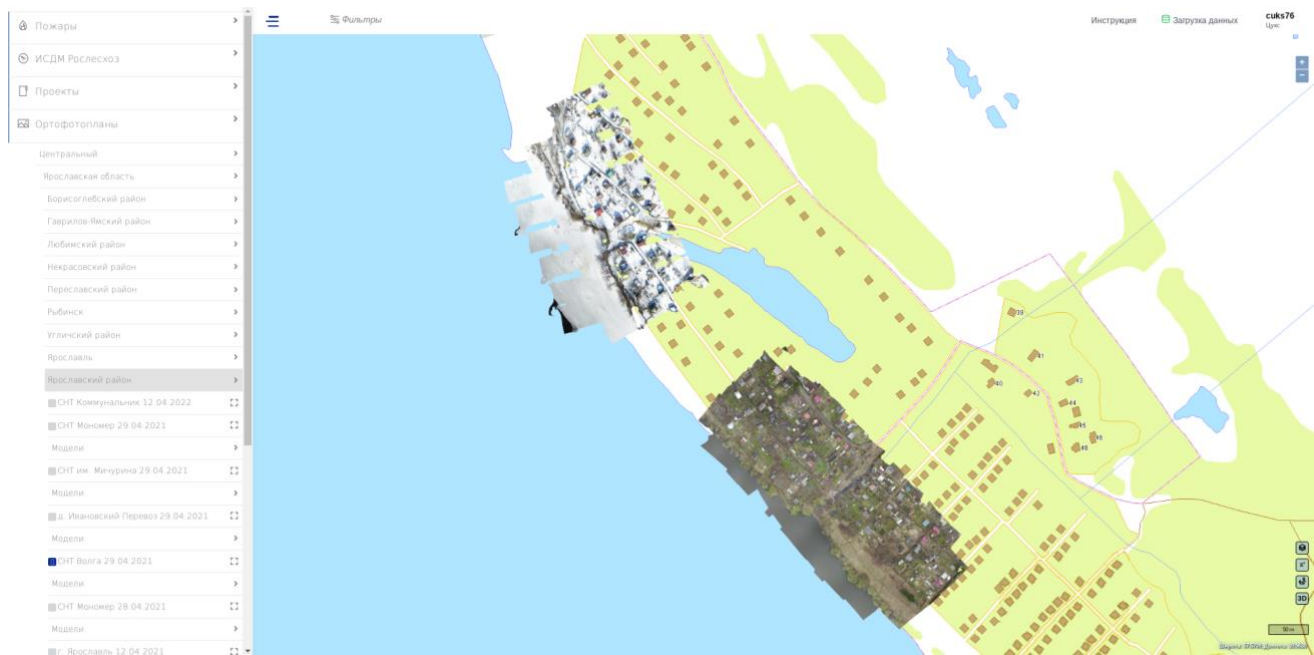 Фильтры
Инструкция
Загрузка данных
cuks76
Цукс
Пожары
ИСДМ Рослесхоз
Проекты
Ортофотопланы
Центральный
Ярославская область
Борисоглебский район
Гаврилов-Ямский район
Любимский район
Некрасовский район
Переславский район
Рыбинск
Угличский район
Ярославль
Ярославский район
СНТ Коммунальник 12.04.2022
СНТ Мономер 29.04.2021
Модели
СНТ им. Мичурина 29.04.2021
Модели
д. Ивановский Перевоз 29.04.2021
Модели
СНТ Волга 29.04.2021
Модели
СНТ Мономер 28.04.2021
Модели
г. Ярославль 12.04.2021
39
41
40
43
42
44
45
46
48
3D
50 m